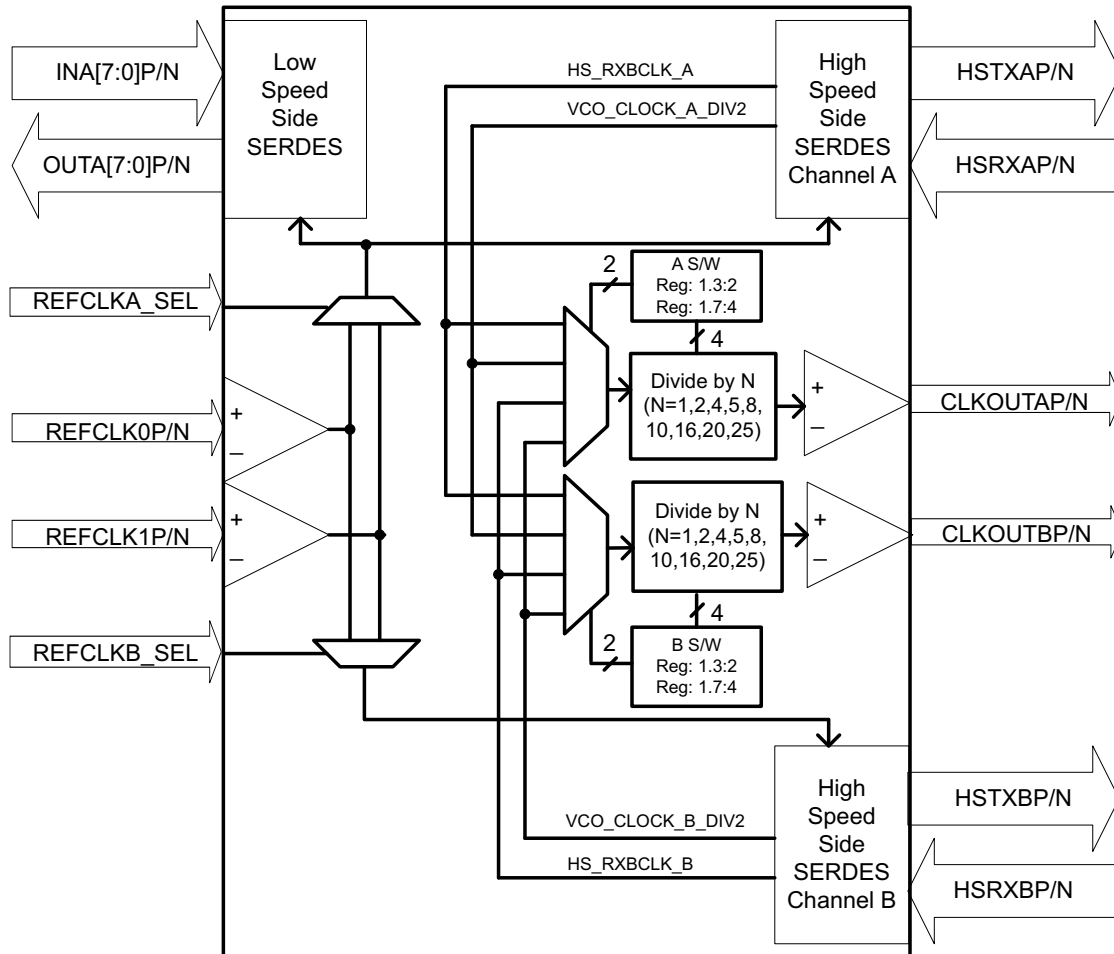 INA[7:0]P/N
OUTA[7:0]P/N
Low
Speed
Side
SERDES
HS_RXBCLK_A
VCO_CLOCK_A_DIV2
High
Speed
Side
SERDES
Channel A
HSTXAP/N
HSRXAP/N
REFCLKA_SEL
2
A S/W
Reg: 1.3:2
Reg: 1.7:4
4
REFCLK0P/N
+
–
Divide by N
(N=1,2,4,5,8,
10,16,20,25)
+
–
CLKOUTAP/N
REFCLK1P/N
+
–
Divide by N
(N=1,2,4,5,8,
10,16,20,25)
+
–
CLKOUTBP/N
4
REFCLKB_SEL
2
B S/W
Reg: 1.3:2
Reg: 1.7:4
VCO_CLOCK_B_DIV2
HS_RXBCLK_B
High
Speed
Side
SERDES
Channel B
HSTXBP/N
HSRXBP/N